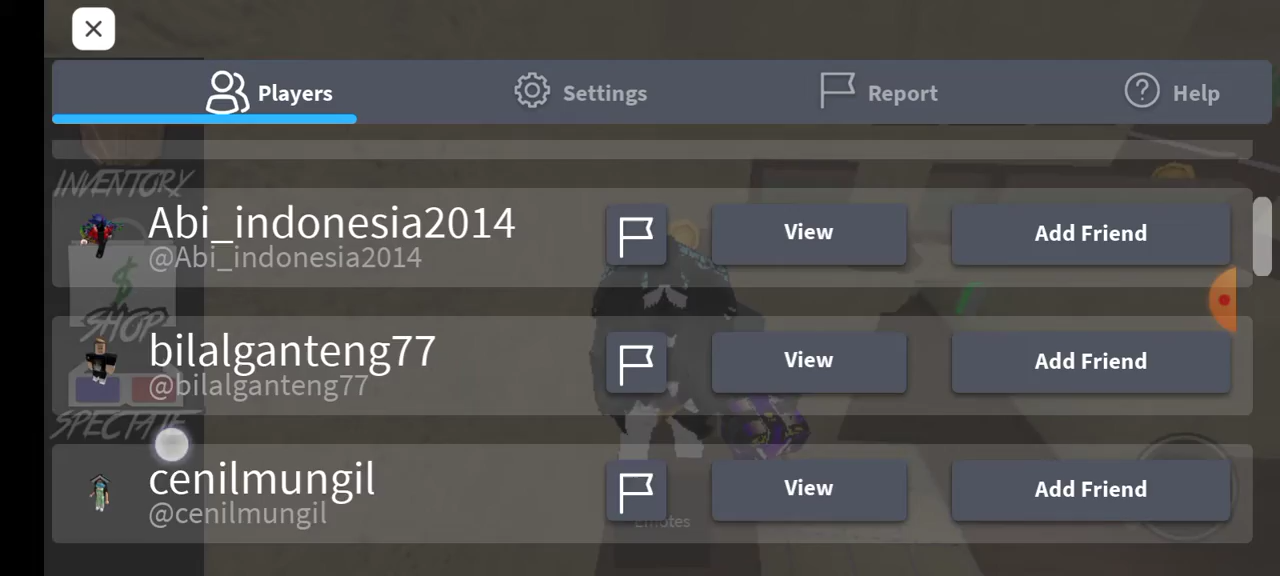 Players Settings Report Help
INVENTORY
Abi_indonesia2014
@Abi_indonesia2014
View Add Friend
SHOP
bilalganteng77
@bilalganteng77
View Add Friend
SPECTATE
cenilmungil
@cenilmungil
View Add Friend
Emotes